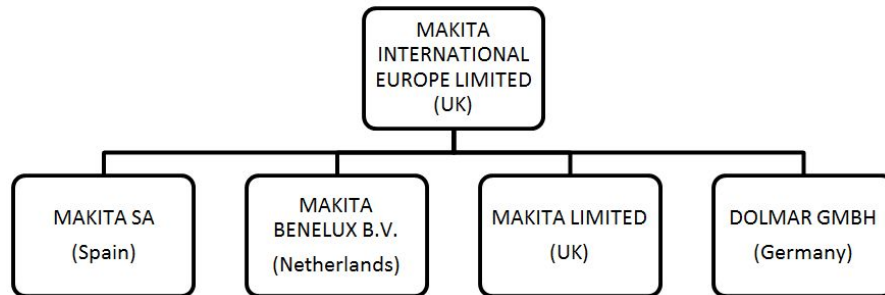 MAKITA
INTERNATIONAL
EUROPE LIMITED
(UK)
MAKITA SA
(Spain)
MAKITA
BENELUX B.V.
(Netherlands)
MAKITA LIMITED
(UK)
DOLMAR GMBH
(Germany)